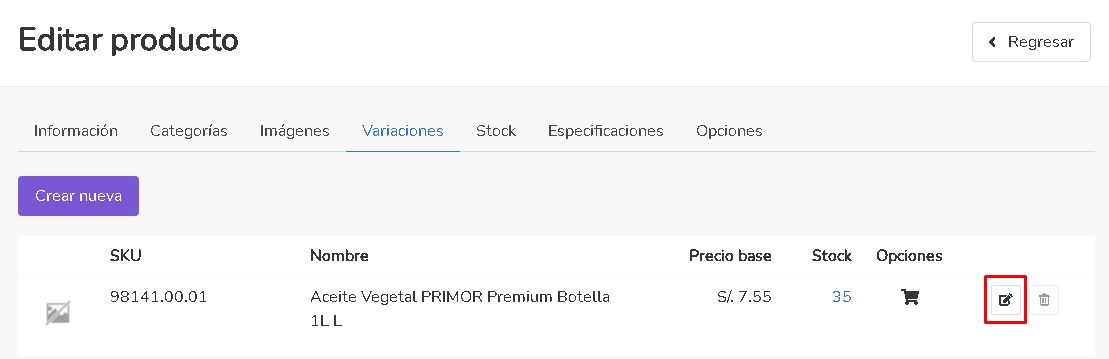 Editar producto
Regresar
Información Categorías Imágenes Variaciones Stock Especificaciones Opciones
Crear nueva
SKU Nombre Precio base Stock Opciones
98141.00.01 Aceite Vegetal PRIMOR Premium Botella S/. 7.55 35
1L L